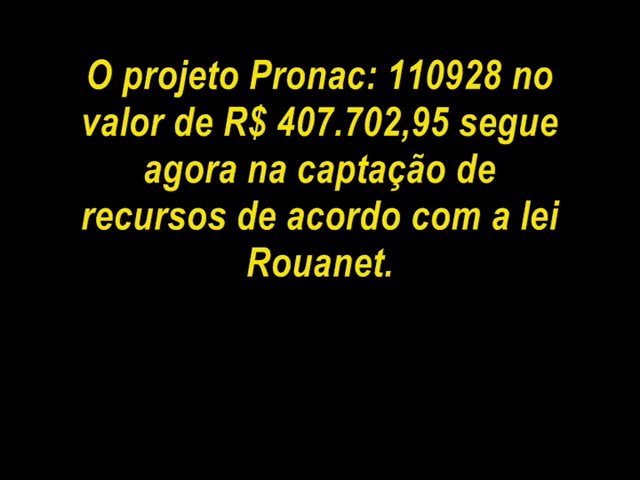 O projeto Pronac: 110928 no
valor de R$ 407.702,95 segue
agora na captação de
recursos de acordo com a lei
Rouanet.